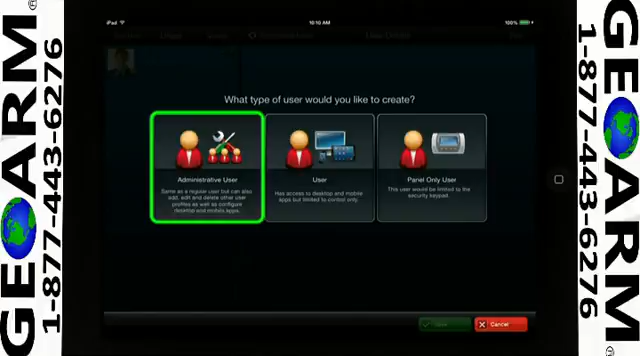 GEOARM
1-877-443-6276
iPad
10:10 AM
100%
What type of user would you like to create?
Administrative User
Same as a regular user but can also
add, edit and delete other user
profiles as well as configure
desktop and mobile apps.
User
Has access to desktop and mobile
apps but limited to control only.
Panel Only User
This user would be limited to the
security keypad.
Cancel
1-877-443-6276
GEOARM